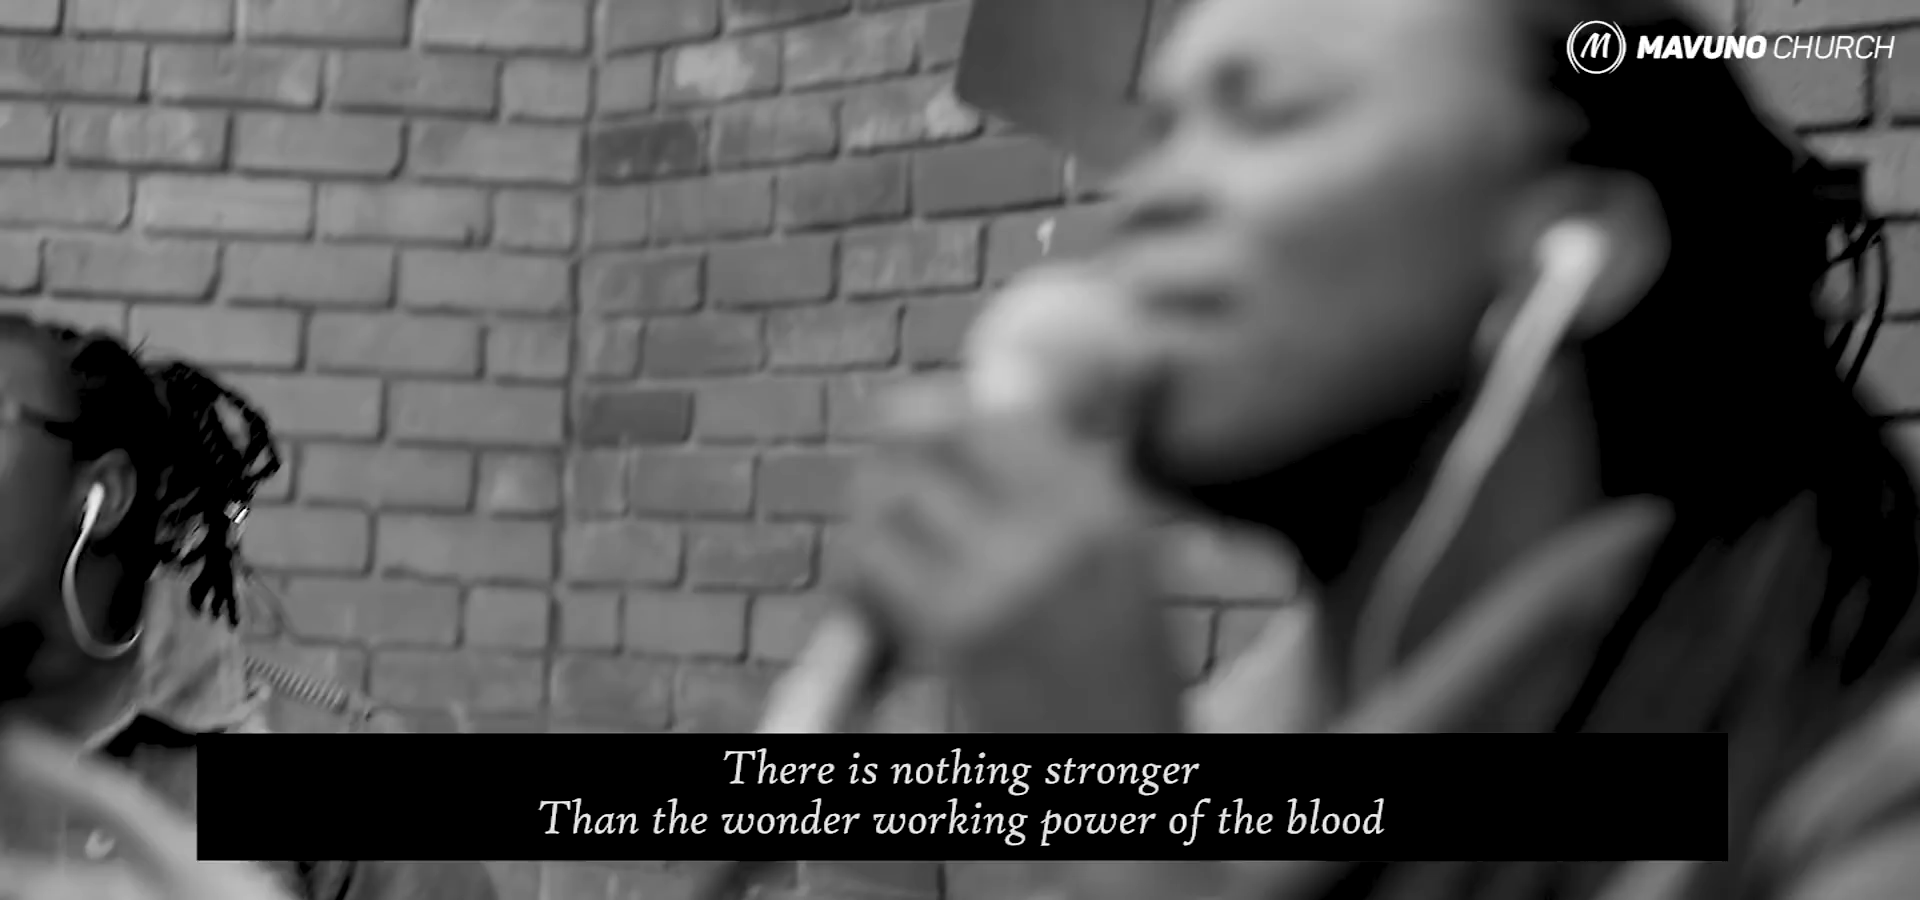 MAVUNO CHURCH
There is nothing stronger
Than the wonder working power of the blood